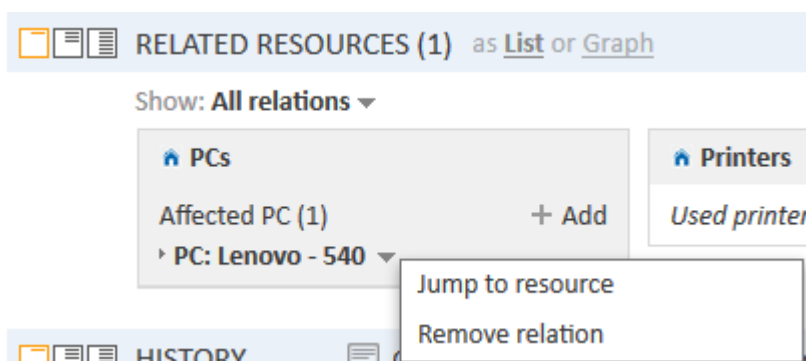 RELATED RESOURCES (1) as List or Graph
Show: All relations
PCs
Affected PC (1) + Add
PC: Lenovo - 540
Jump to resource
Remove relation
Printers
Used printer
HISTORY